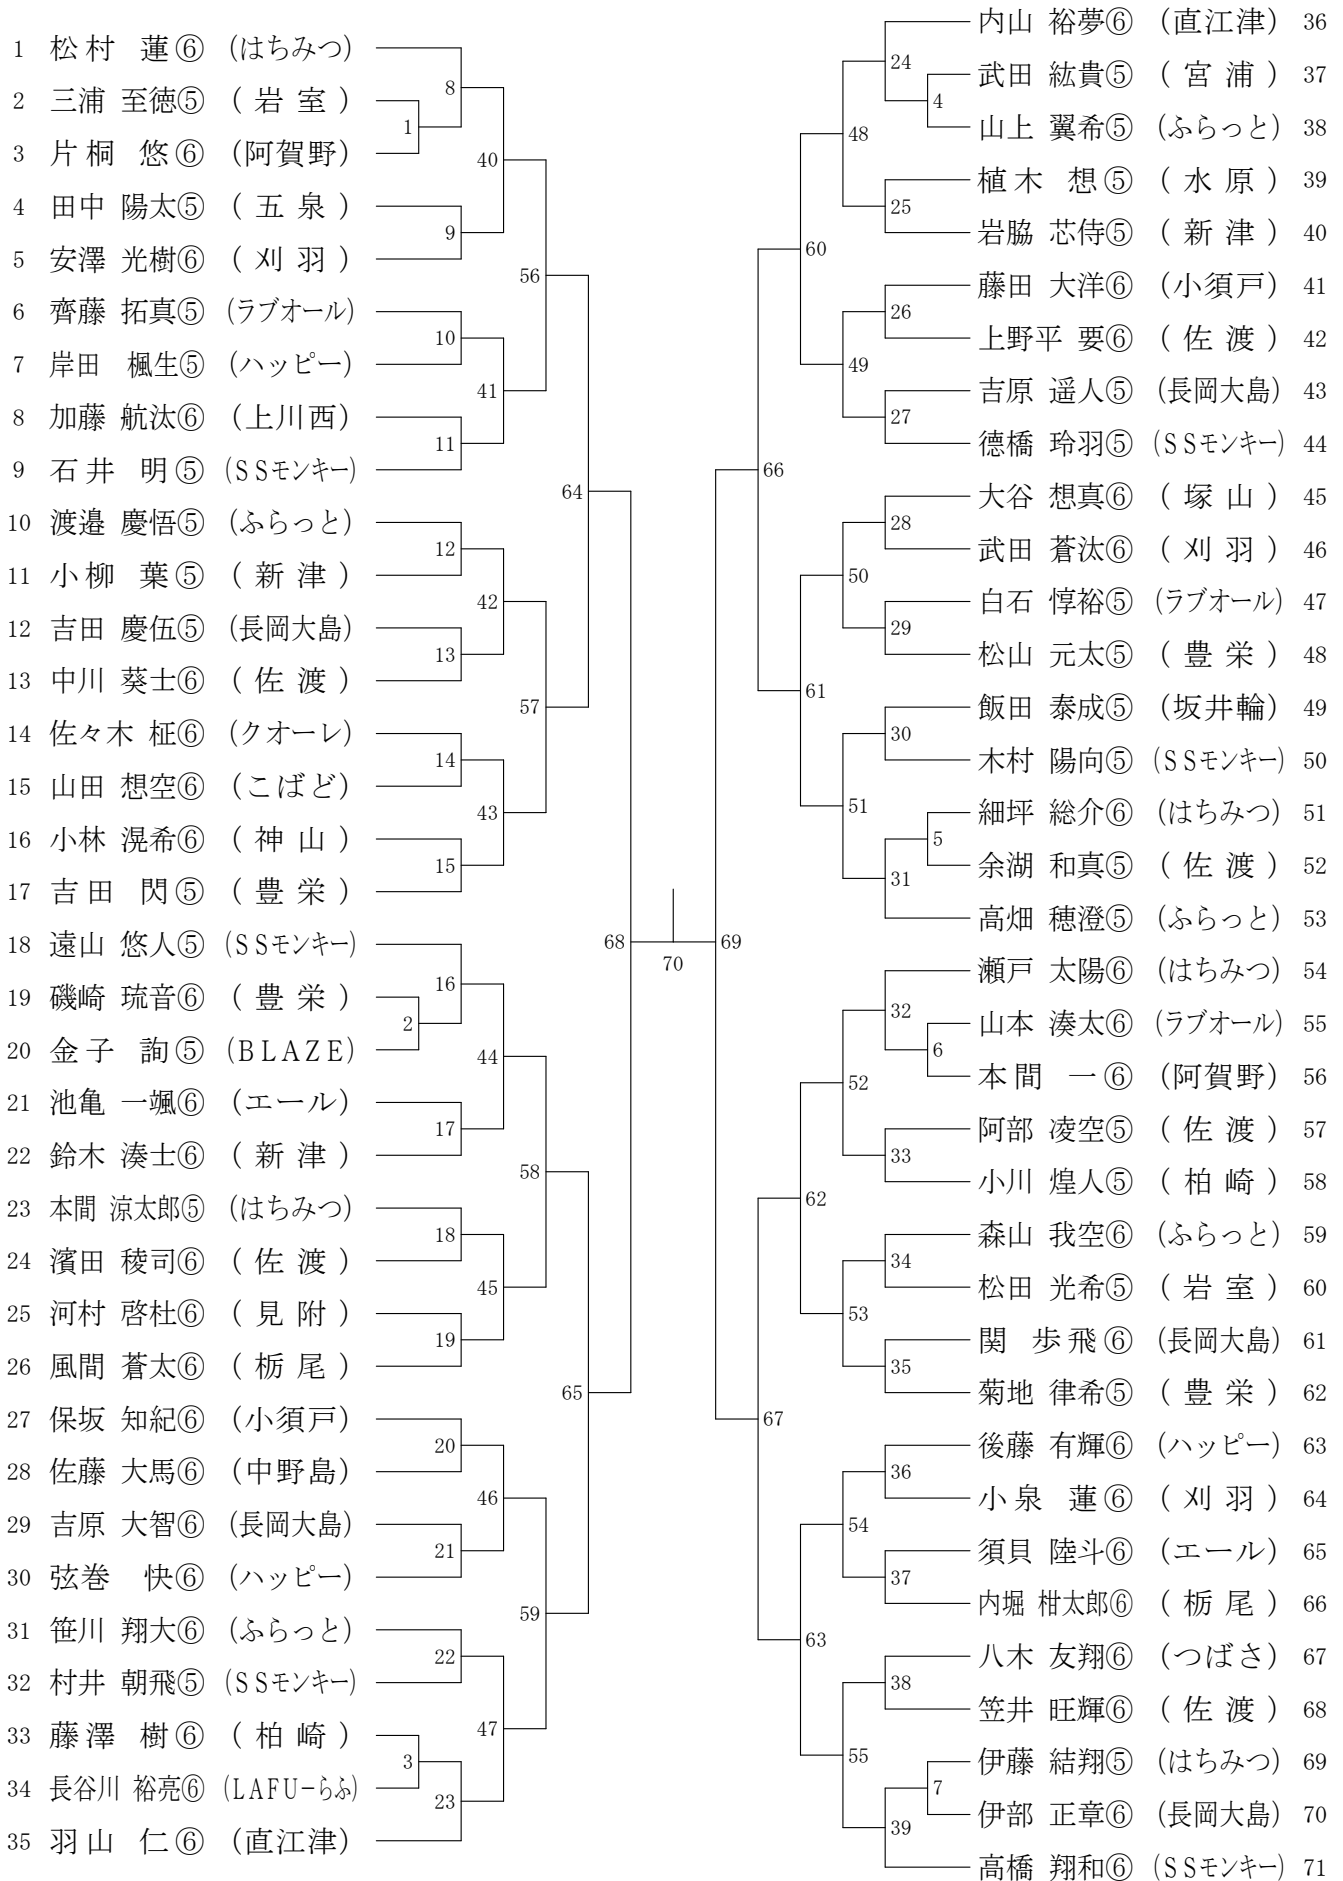 1 松村 蓮⑥ (はちみつ)
2 三浦 至徳⑤ (岩室)
3 片桐 悠⑥ (阿賀野)
4 田中 陽太⑤ (五泉)
5 安澤 光樹⑥ (刈羽)
6 齊藤 拓真⑤ (ラブオール)
7 岸田 楓生⑤ (ハッピー)
8 加藤 航汰⑥ (上川西)
9 石井 明⑤ (SSモンキー)
10 渡邉 慶悟⑤ (ふらっと)
11 小柳 葉⑤ (新津)
12 吉田 慶伍⑤ (長岡大島)
13 中川 葵士⑥ (佐渡)
14 佐々木 柾⑥ (クオーレ)
15 山田 想空⑥ (こばど)
16 小林 滉希⑥ (神山)
17 吉田 閃⑤ (豊栄)
18 遠山 悠人⑤ (SSモンキー)
19 磯崎 琉音⑥ (豊栄)
20 金子 詢⑤ (BLAZE)
21 池亀 一颯⑥ (エール)
22 鈴木 湊士⑥ (新津)
23 本間 涼太郎⑤ (はちみつ)
24 濱田 稜司⑥ (佐渡)
25 河村 啓杜⑥ (見附)
26 風間 蒼太⑥ (栃尾)
27 保坂 知紀⑥ (小須戸)
28 佐藤 大馬⑥ (中野島)
29 吉原 大智⑥ (長岡大島)
30 弦巻 快⑥ (ハッピー)
31 笹川 翔大⑥ (ふらっと)
32 村井 朝飛⑤ (SSモンキー)
33 藤澤 樹⑥ (柏崎)
34 長谷川 裕亮⑥ (LAFU-らふ)
35 羽山 仁⑥ (直江津)
1
2
3
8
9
10
11
12
13
14
15
16
17
18
19
20
21
22
23
40
41
42
43
44
45
46
47
56
57
58
59
64
65
68
70
69
66
67
60
61
62
63
48
49
50
51
52
53
54
55
24
25
26
27
28
29
30
31
32
33
34
35
36
37
38
39
4
5
6
7
内山 裕夢⑥ (直江津) 36
武田 紘貴⑤ (宮浦) 37
山上 翼希⑤ (ふらっと) 38
植木 想⑤ (水原) 39
岩脇 芯侍⑤ (新津) 40
藤田 大洋⑥ (小須戸) 41
上野平 要⑥ (佐渡) 42
吉原 遥人⑤ (長岡大島) 43
德橋 玲羽⑤ (SSモンキー) 44
大谷 想真⑥ (塚山) 45
武田 蒼汰⑥ (刈羽) 46
白石 惇裕⑤ (ラブオール) 47
松山 元太⑤ (豊栄) 48
飯田 泰成⑤ (坂井輪) 49
木村 陽向⑤ (SSモンキー) 50
細坪 総介⑥ (はちみつ) 51
余湖 和真⑤ (佐渡) 52
高畑 穂澄⑤ (ふらっと) 53
瀬戸 太陽⑥ (はちみつ) 54
山本 湊太⑥ (ラブオール) 55
本間 一⑥ (阿賀野) 56
阿部 凌空⑤ (佐渡) 57
小川 煌人⑤ (柏崎) 58
森山 我空⑥ (ふらっと) 59
松田 光希⑤ (岩室) 60
関 歩飛⑥ (長岡大島) 61
菊地 律希⑤ (豊栄) 62
後藤 有輝⑥ (ハッピー) 63
小泉 蓮⑥ (刈羽) 64
須貝 陸斗⑥ (エール) 65
内堀 柑太郎⑥ (栃尾) 66
八木 友翔⑥ (つばさ) 67
笠井 旺輝⑥ (佐渡) 68
伊藤 結翔⑤ (はちみつ) 69
伊部 正章⑥ (長岡大島) 70
高橋 翔和⑥ (SSモンキー) 71